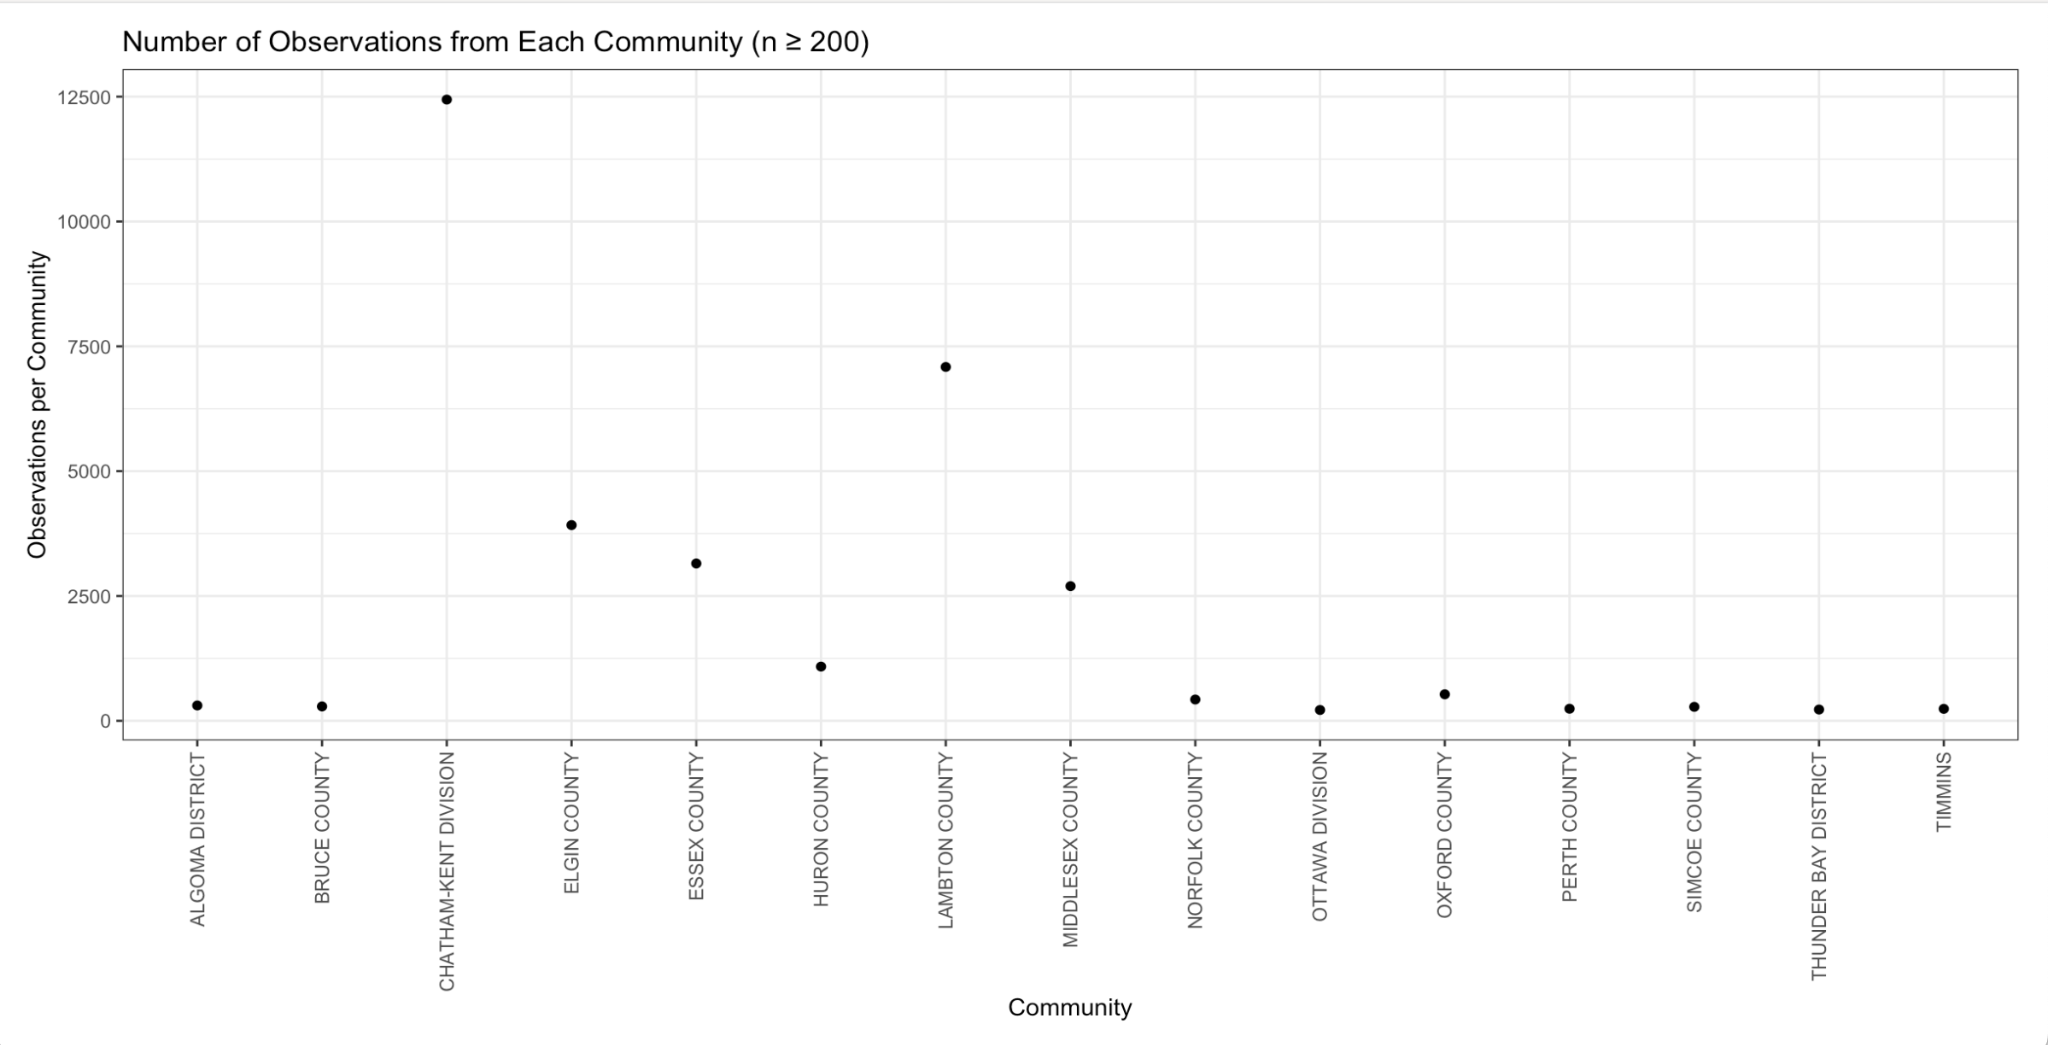 Number of Observations from Each Community (n ≥ 200)
Observations per Community
12500
10000
7500
5000
2500
0
ALGOMA DISTRICT
BRUCE COUNTY
CHATHAM-KENT DIVISION
ELGIN COUNTY
ESSEX COUNTY
HURON COUNTY
LAMBTON COUNTY
MIDDLESEX COUNTY
NORFOLK COUNTY
OTTAWA DIVISION
OXFORD COUNTY
PERTH COUNTY
SIMCOE COUNTY
THUNDER BAY DISTRICT
TIMMINS
Community